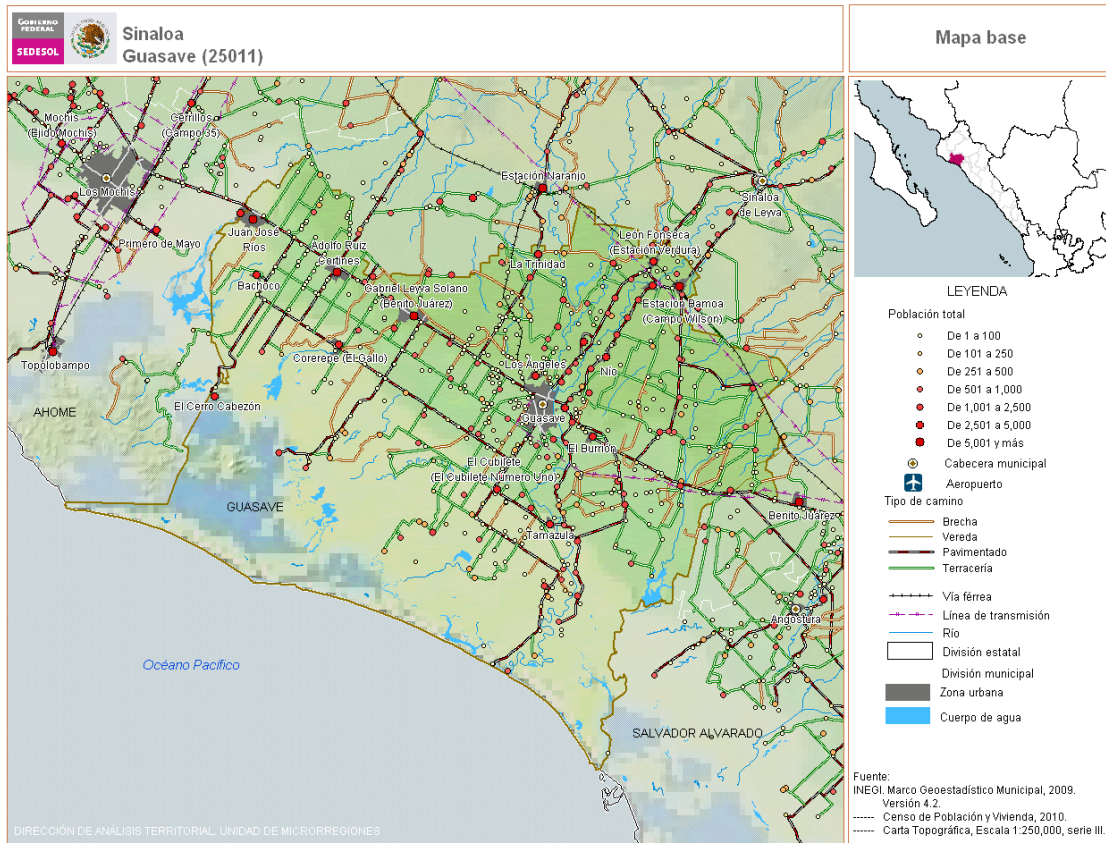 GOBIERNO
FEDERAL
SEDESOL
Sinaloa
Guasave (25011)
Mapa base
Mochis
(Ejido Mochis)
Cerrillos
(Campo 35)
Los Mochis
Estación Naranjo
Sinaloa
de Leyva
Primero de Mayo
Juan José
Ríos
Adolfo Ruiz
Cortines
León Fonseca
(Estación Verdura)
La Trinidad
Bachoco
Gabriel Leyva Solano
(Benito Juárez)
Estación Bamoa
(Campo Wilson)
Topolobampo
Corerepe (El Gallo)
Los Angeles
Nío
El Cerro Cabezón
AHOME
Guasave
El Burrión
El Cubilete
(El Cubilete Número Uno)
GUASAVE
Benito Juárez
Tamazula
Angostura
Océano Pacífico
SALVADOR ALVARADO
DIRECCIÓN DE ANÁLISIS TERRITORIAL. UNIDAD DE MICRORREGIONES
LEYENDA
Población total
De 1 a 100
De 101 a 250
De 251 a 500
De 501 a 1,000
De 1,001 a 2,500
De 2,501 a 5,000
De 5,001 y más
Cabecera municipal
Aeropuerto
Tipo de camino
Brecha
Vereda
Pavimentado
Terracería
Vía férrea
Línea de transmisión
Río
División estatal
División municipal
Zona urbana
Cuerpo de agua
Fuente:
INEGI. Marco Geoestadístico Municipal, 2009.
Versión 4.2.
------ Censo de Población y Vivienda, 2010.
------ Carta Topográfica, Escala 1:250,000, serie III.